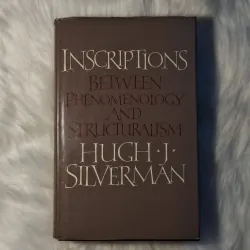 INSCRIPTIONS
BETWEEN
PHENOMENOLOGY
AND
STRUCTURALISM
HUGH · J ·
SILVERMAN